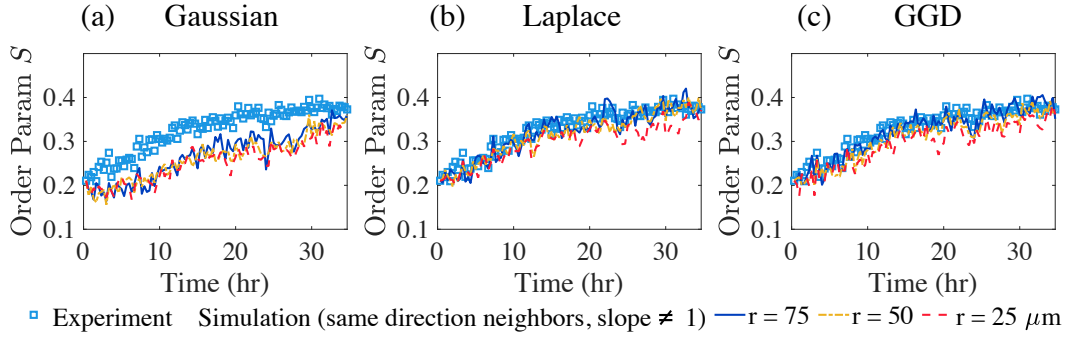 (a) Gaussian (b) Laplace (c) GGD
Order Param S Order Param S Order Param S
0.4 0.4 0.4
0.3 0.3 0.3
0.2 0.2 0.2
0.1 0.1 0.1
0 10 20 30 0 10 20 30 0 10 20 30
Time (hr) Time (hr) Time (hr)
Experiment Simulation (same direction neighbors, slope ≠ 1) r = 75 r = 50 r = 25 μm